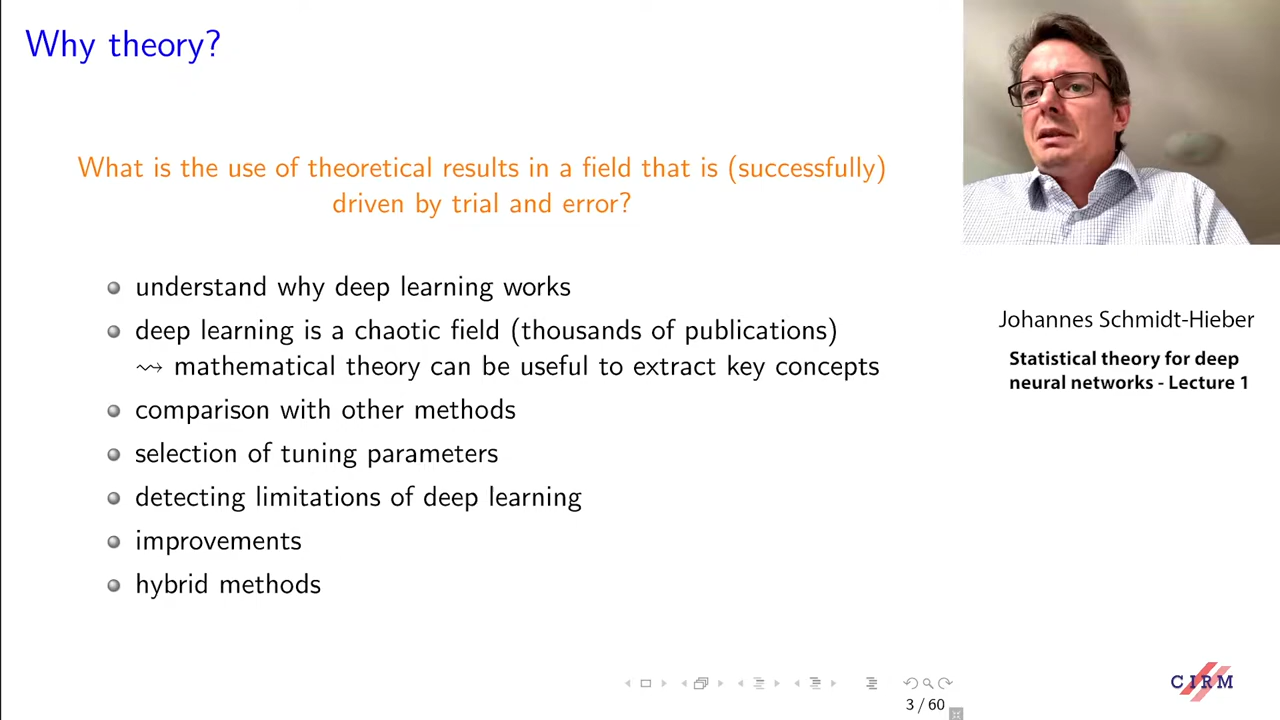 Why theory?
What is the use of theoretical results in a field that is (successfully)
driven by trial and error?
understand why deep learning works
deep learning is a chaotic field (thousands of publications)
⇝ mathematical theory can be useful to extract key concepts
comparison with other methods
selection of tuning parameters
detecting limitations of deep learning
improvements
hybrid methods
3 / 60
Johannes Schmidt-Hieber
Statistical theory for deep
neural networks - Lecture 1
CIRM